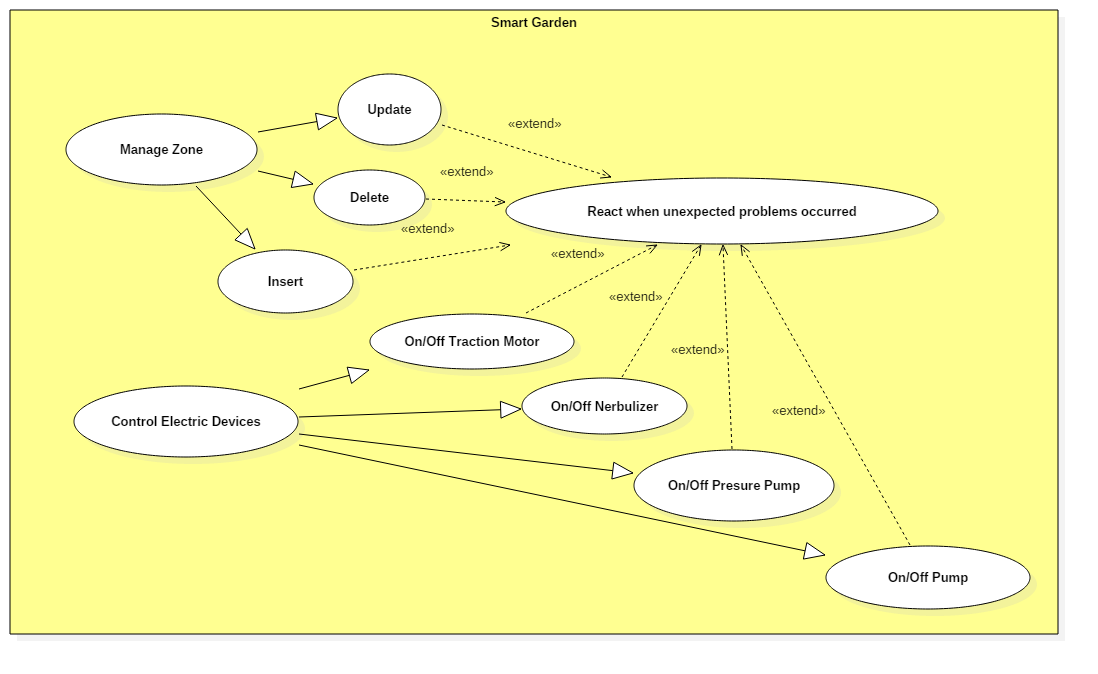 Smart Garden
Update
«extend»
Manage Zone
«extend»
Delete
React when unexpected problems occurred
«extend»
«extend»
Insert
«extend»
On/Off Traction Motor
«extend»
On/Off Nerbulizer
«extend»
Control Electric Devices
On/Off Presure Pump
On/Off Pump